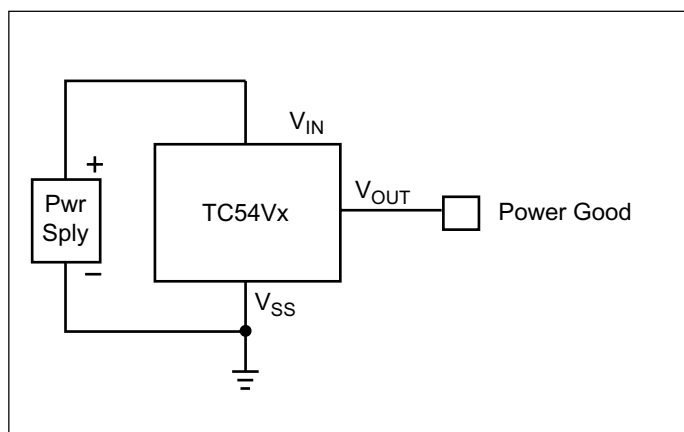 V_IN
+
Pwr
Sply
−
TC54Vx
V_OUT
Power Good
V_SS